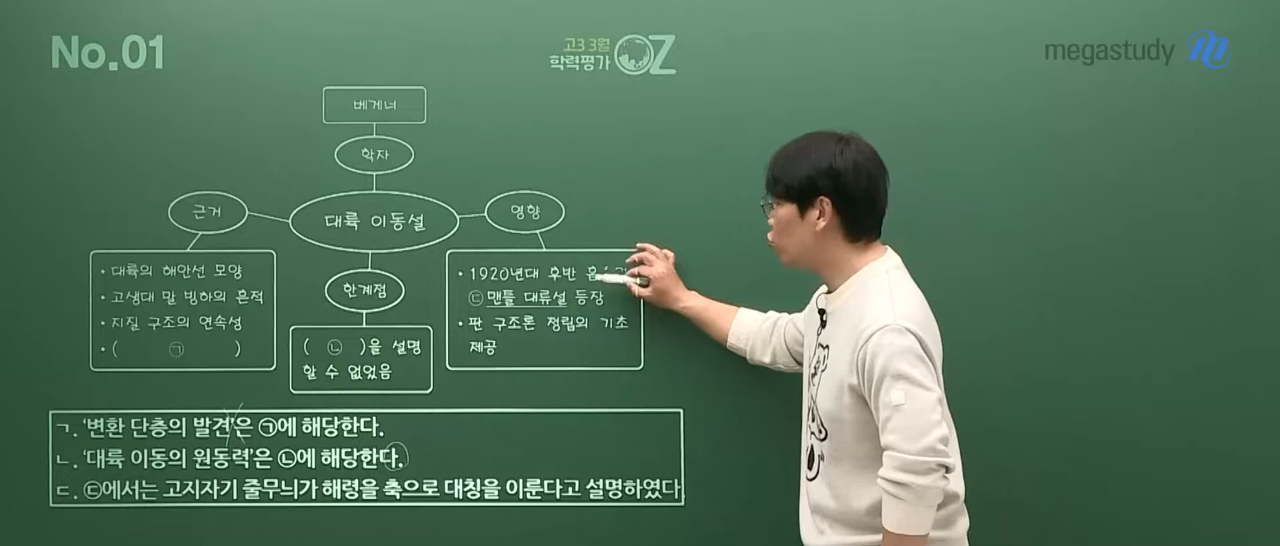 No.01
고3 3월
학력평가 OZ
megastudy
베게너
학자
근거
대륙 이동설
영향
• 대륙의 해안선 모양
• 고생대 말 빙하의 흔적
• 지질 구조의 연속성
• ( ㉠ )
한계점
( ㉡ )을 설명
할 수 없었음
• 1920년대 후반
㉢ 맨틀 대류설 등장
• 판 구조론 정립의 기초
제공
ㄱ. ‘변환 단층의 발견’은 ㉠에 해당한다.
ㄴ. ‘대륙 이동의 원동력’은 ㉡에 해당한다.
ㄷ. ㉢에서는 고지자기 줄무늬가 해령을 축으로 대칭을 이룬다고 설명하였다.